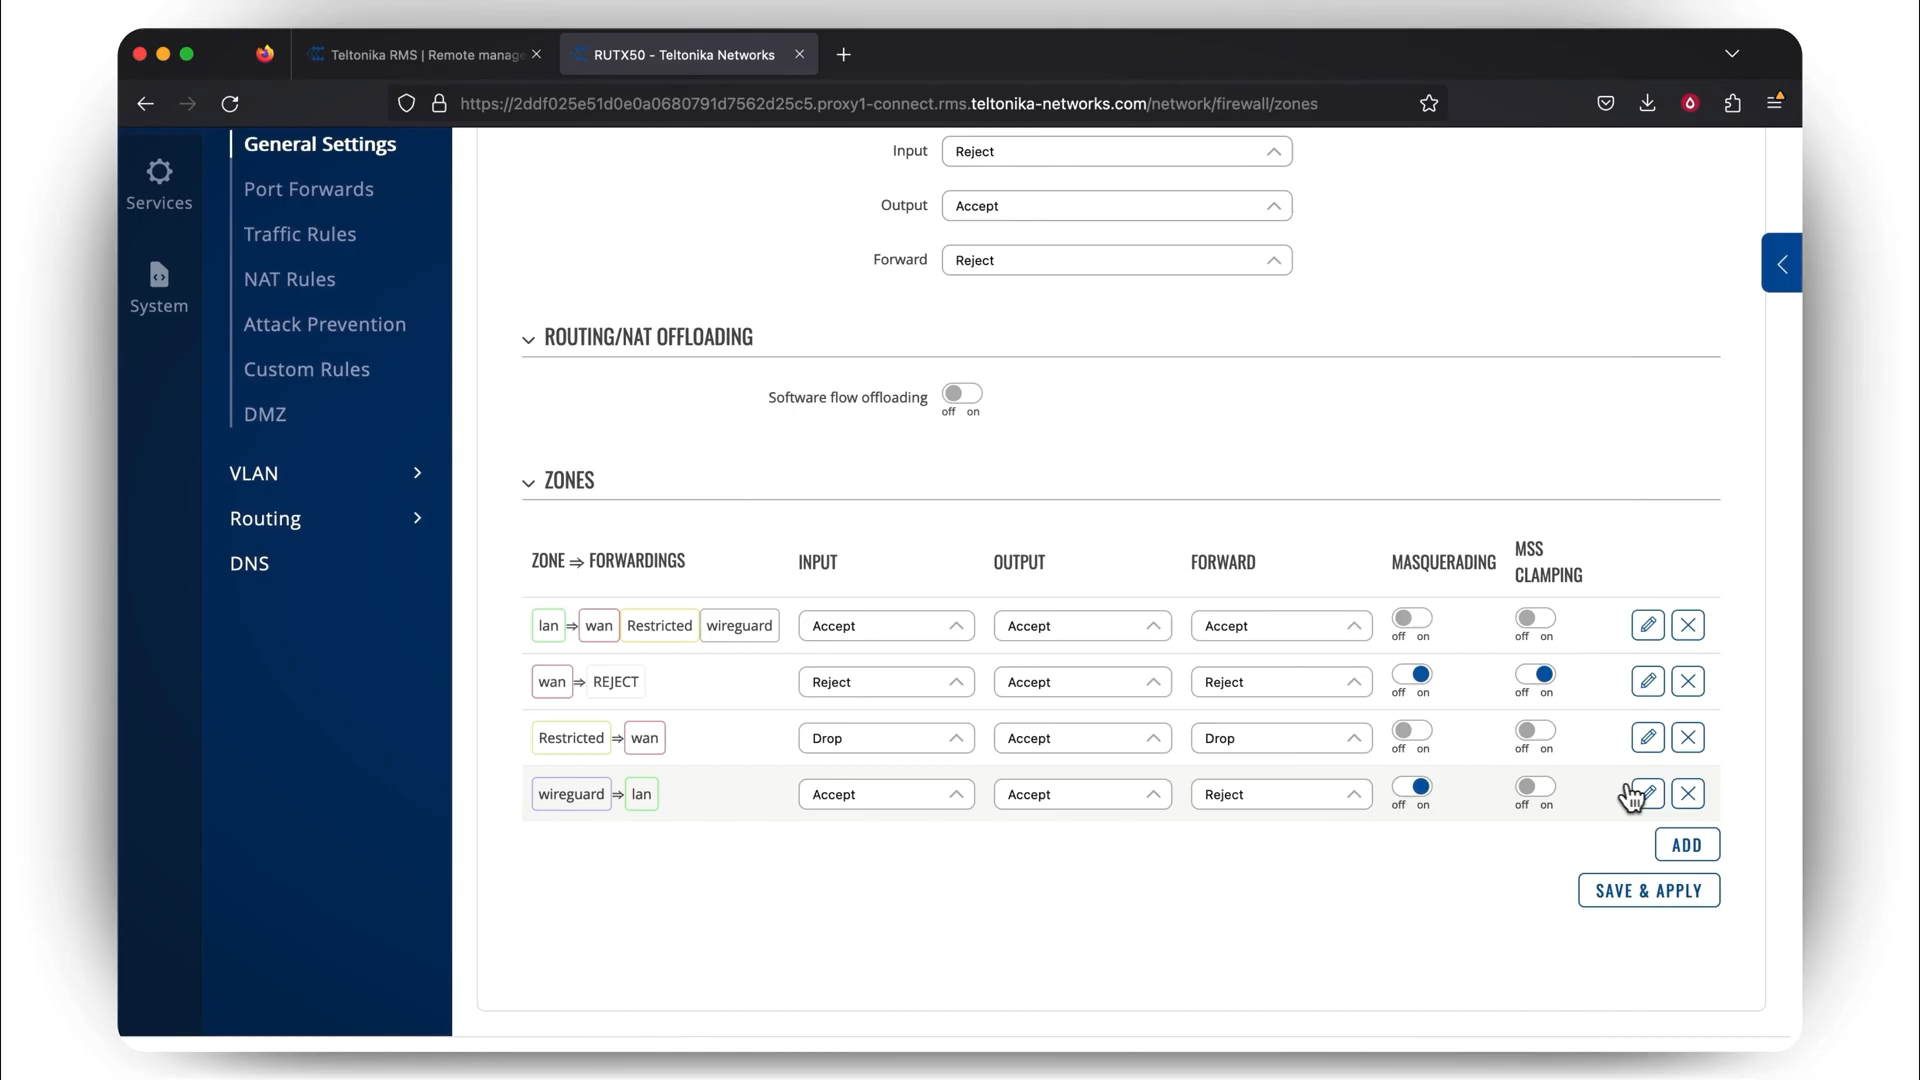 Teltonika RMS | Remote manage
RUTX50 - Teltonika Networks
https://2ddf025e51d0e0a0680791d7562d25c5.proxy1-connect.rms.teltonika-networks.com/network/firewall/zones
Services
System
General Settings
Port Forwards
Traffic Rules
NAT Rules
Attack Prevention
Custom Rules
DMZ
VLAN
Routing
DNS
Input Reject
Output Accept
Forward Reject
ROUTING/NAT OFFLOADING
Software flow offloading
off on
ZONES
ZONE ⇒ FORWARDINGS INPUT OUTPUT FORWARD MASQUERADING MSS CLAMPING
lan ⇒ wan Restricted wireguard Accept Accept Accept off on off on
wan ⇒ REJECT Reject Accept Reject off on off on
Restricted ⇒ wan Drop Accept Drop off on off on
wireguard ⇒ lan Accept Accept Reject off on off on
ADD
SAVE & APPLY